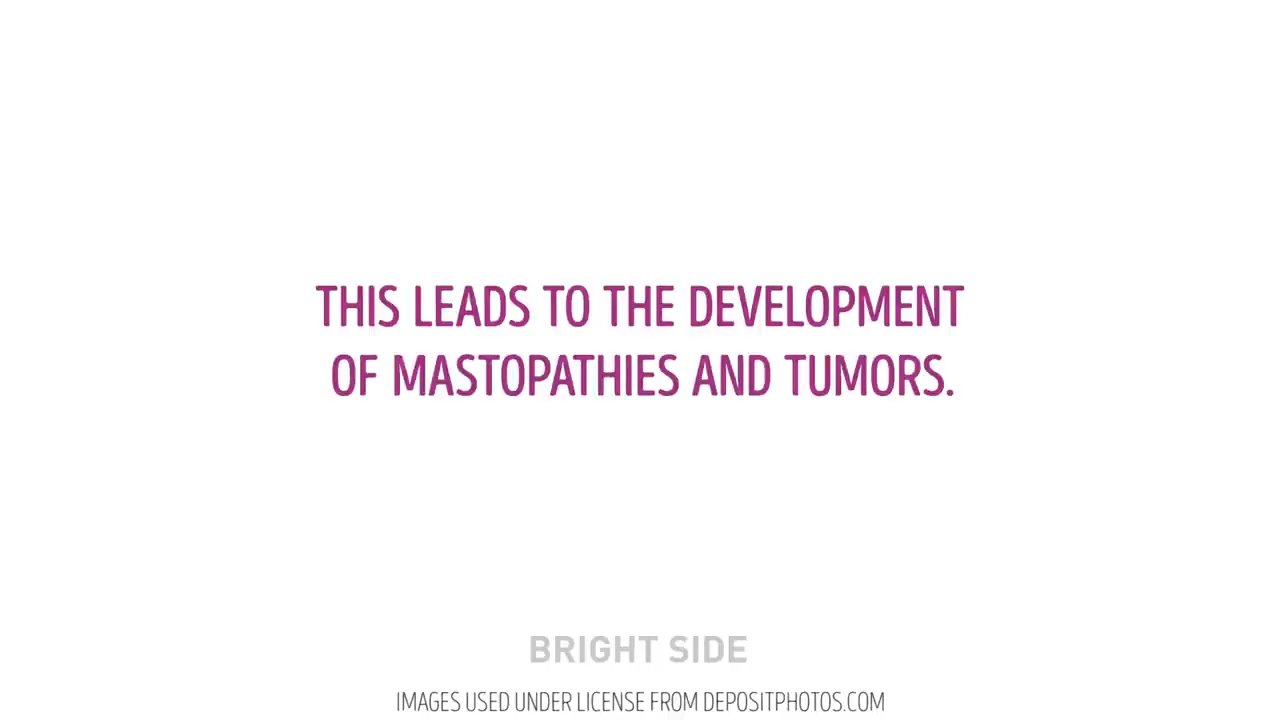 THIS LEADS TO THE DEVELOPMENT
OF MASTOPATHIES AND TUMORS.
BRIGHT SIDE
IMAGES USED UNDER LICENSE FROM DEPOSITPHOTOS.COM